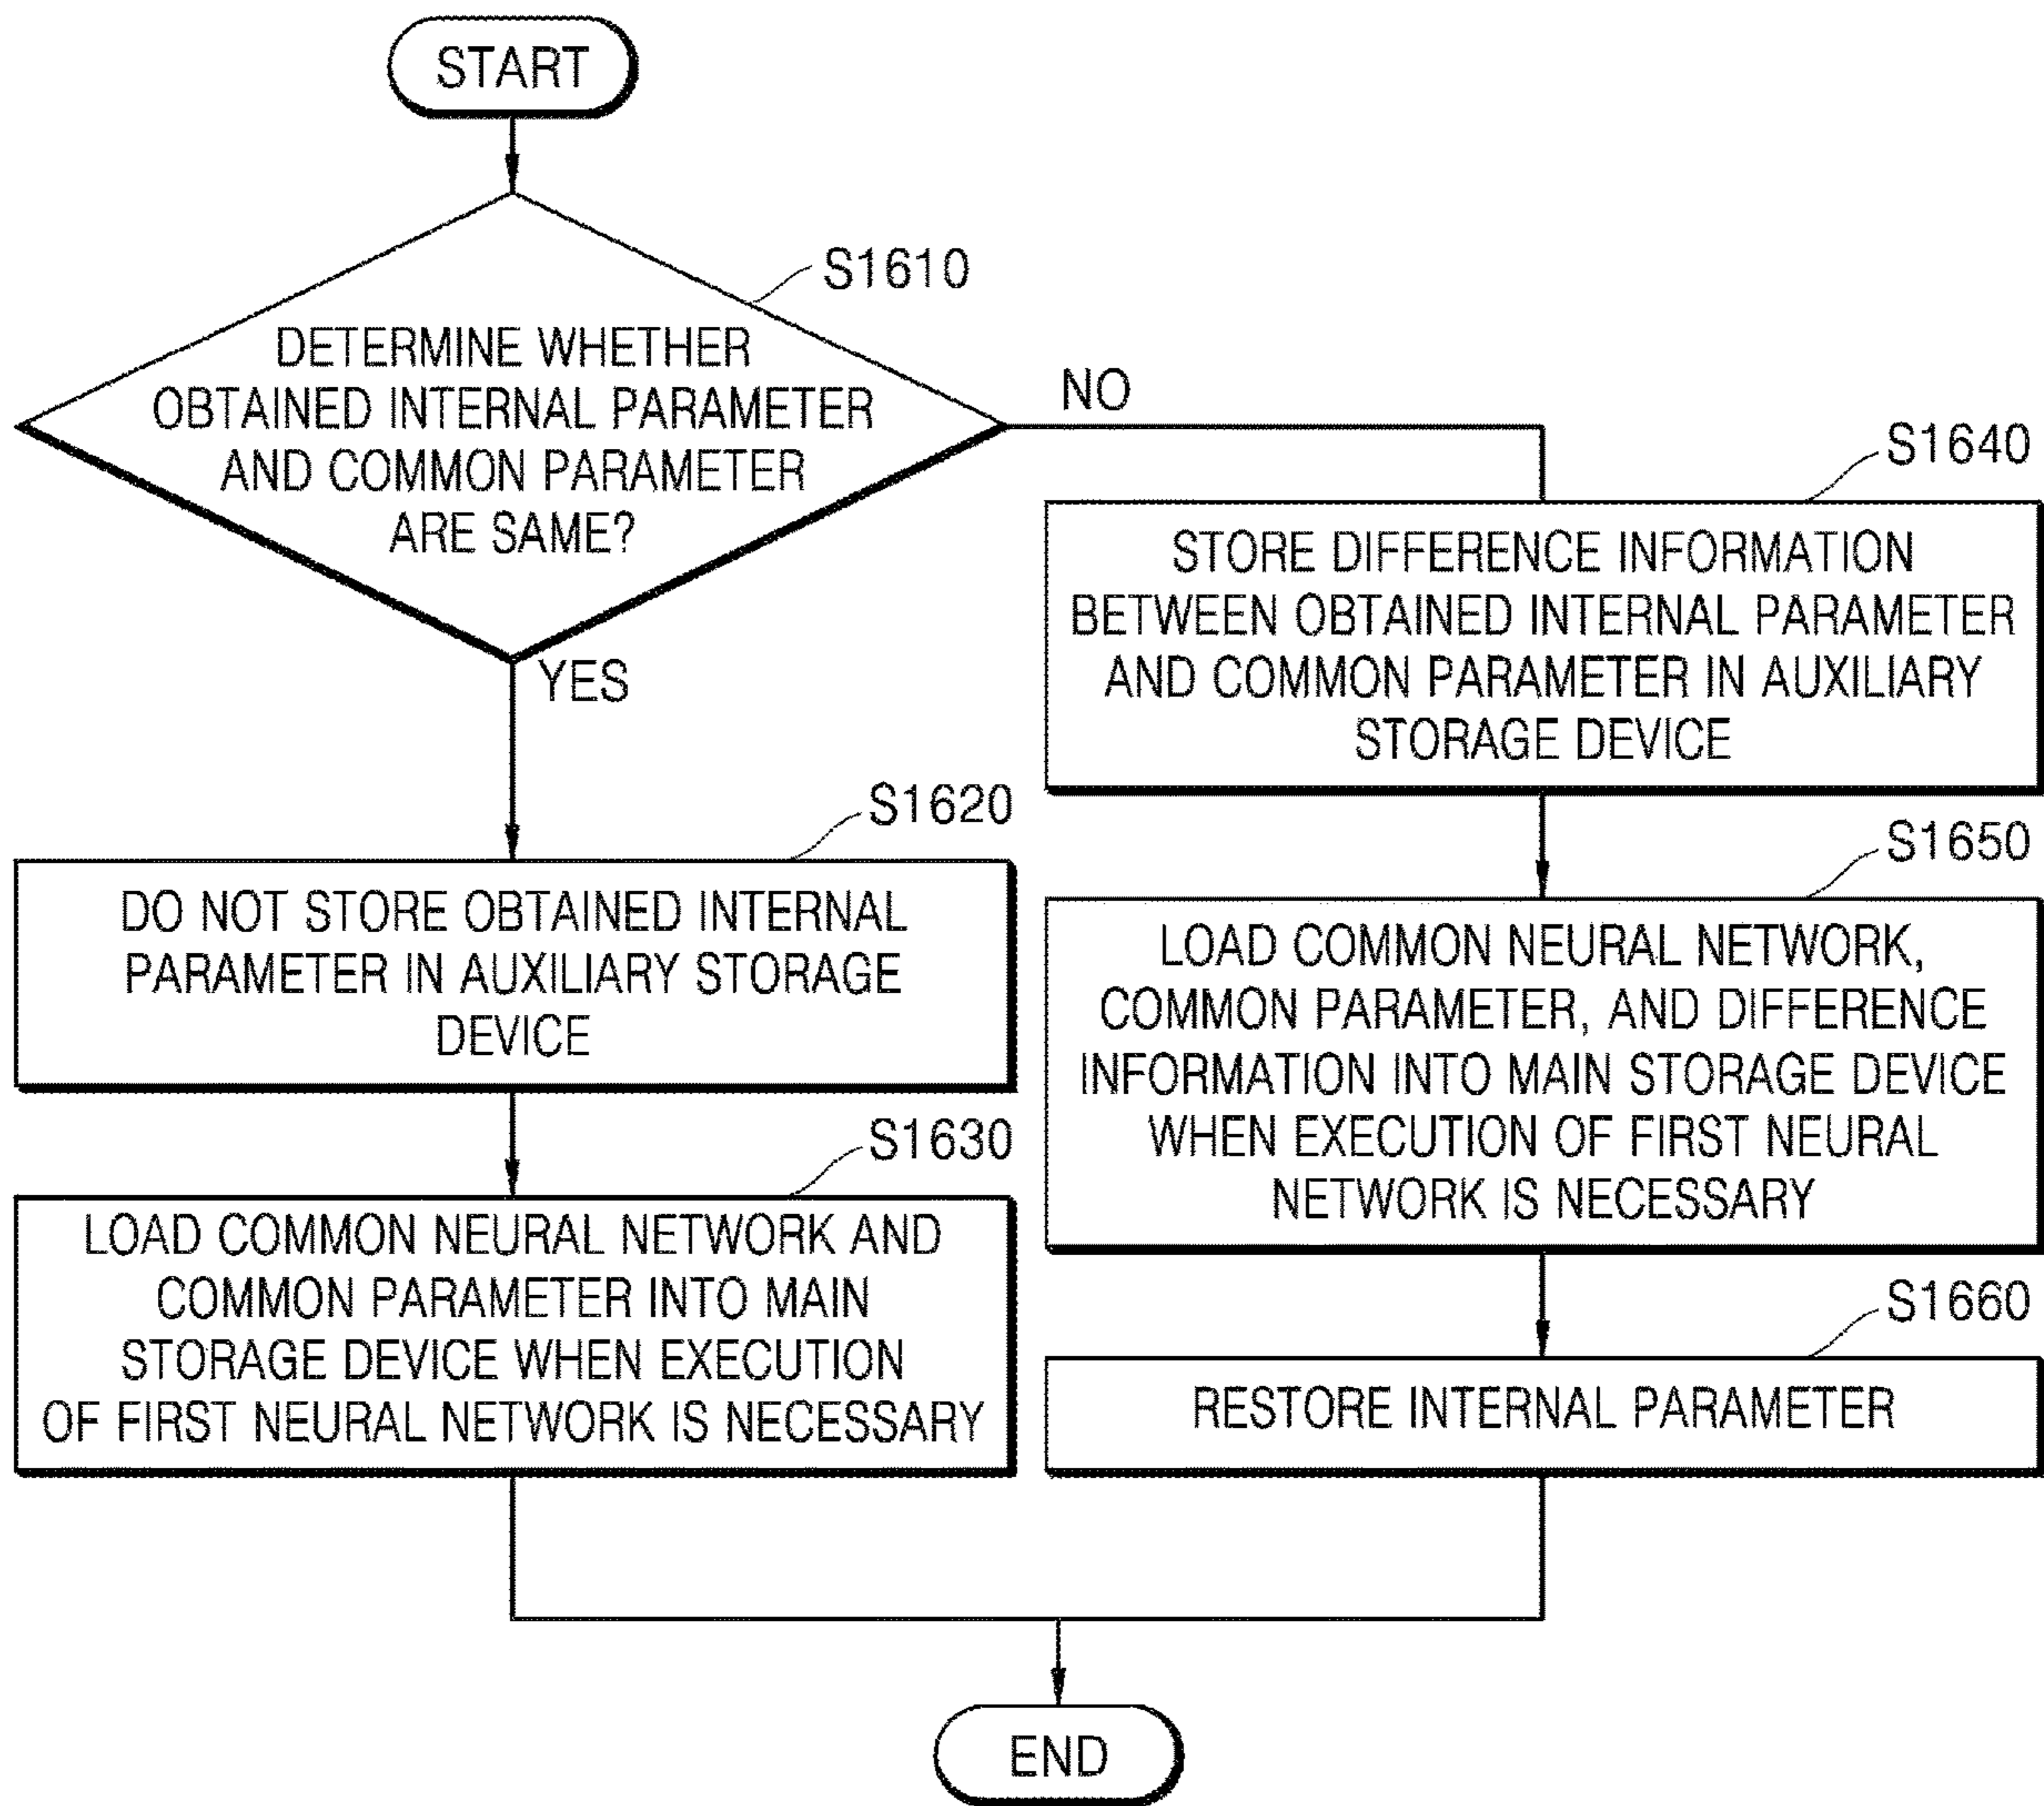 START
S1610
DETERMINE WHETHER
OBTAINED INTERNAL PARAMETER
AND COMMON PARAMETER
ARE SAME?
NO
YES
S1620
DO NOT STORE OBTAINED INTERNAL
PARAMETER IN AUXILIARY STORAGE
DEVICE
S1630
LOAD COMMON NEURAL NETWORK AND
COMMON PARAMETER INTO MAIN
STORAGE DEVICE WHEN EXECUTION
OF FIRST NEURAL NETWORK IS NECESSARY
S1640
STORE DIFFERENCE INFORMATION
BETWEEN OBTAINED INTERNAL PARAMETER
AND COMMON PARAMETER IN AUXILIARY
STORAGE DEVICE
S1650
LOAD COMMON NEURAL NETWORK,
COMMON PARAMETER, AND DIFFERENCE
INFORMATION INTO MAIN STORAGE DEVICE
WHEN EXECUTION OF FIRST NEURAL
NETWORK IS NECESSARY
S1660
RESTORE INTERNAL PARAMETER
END